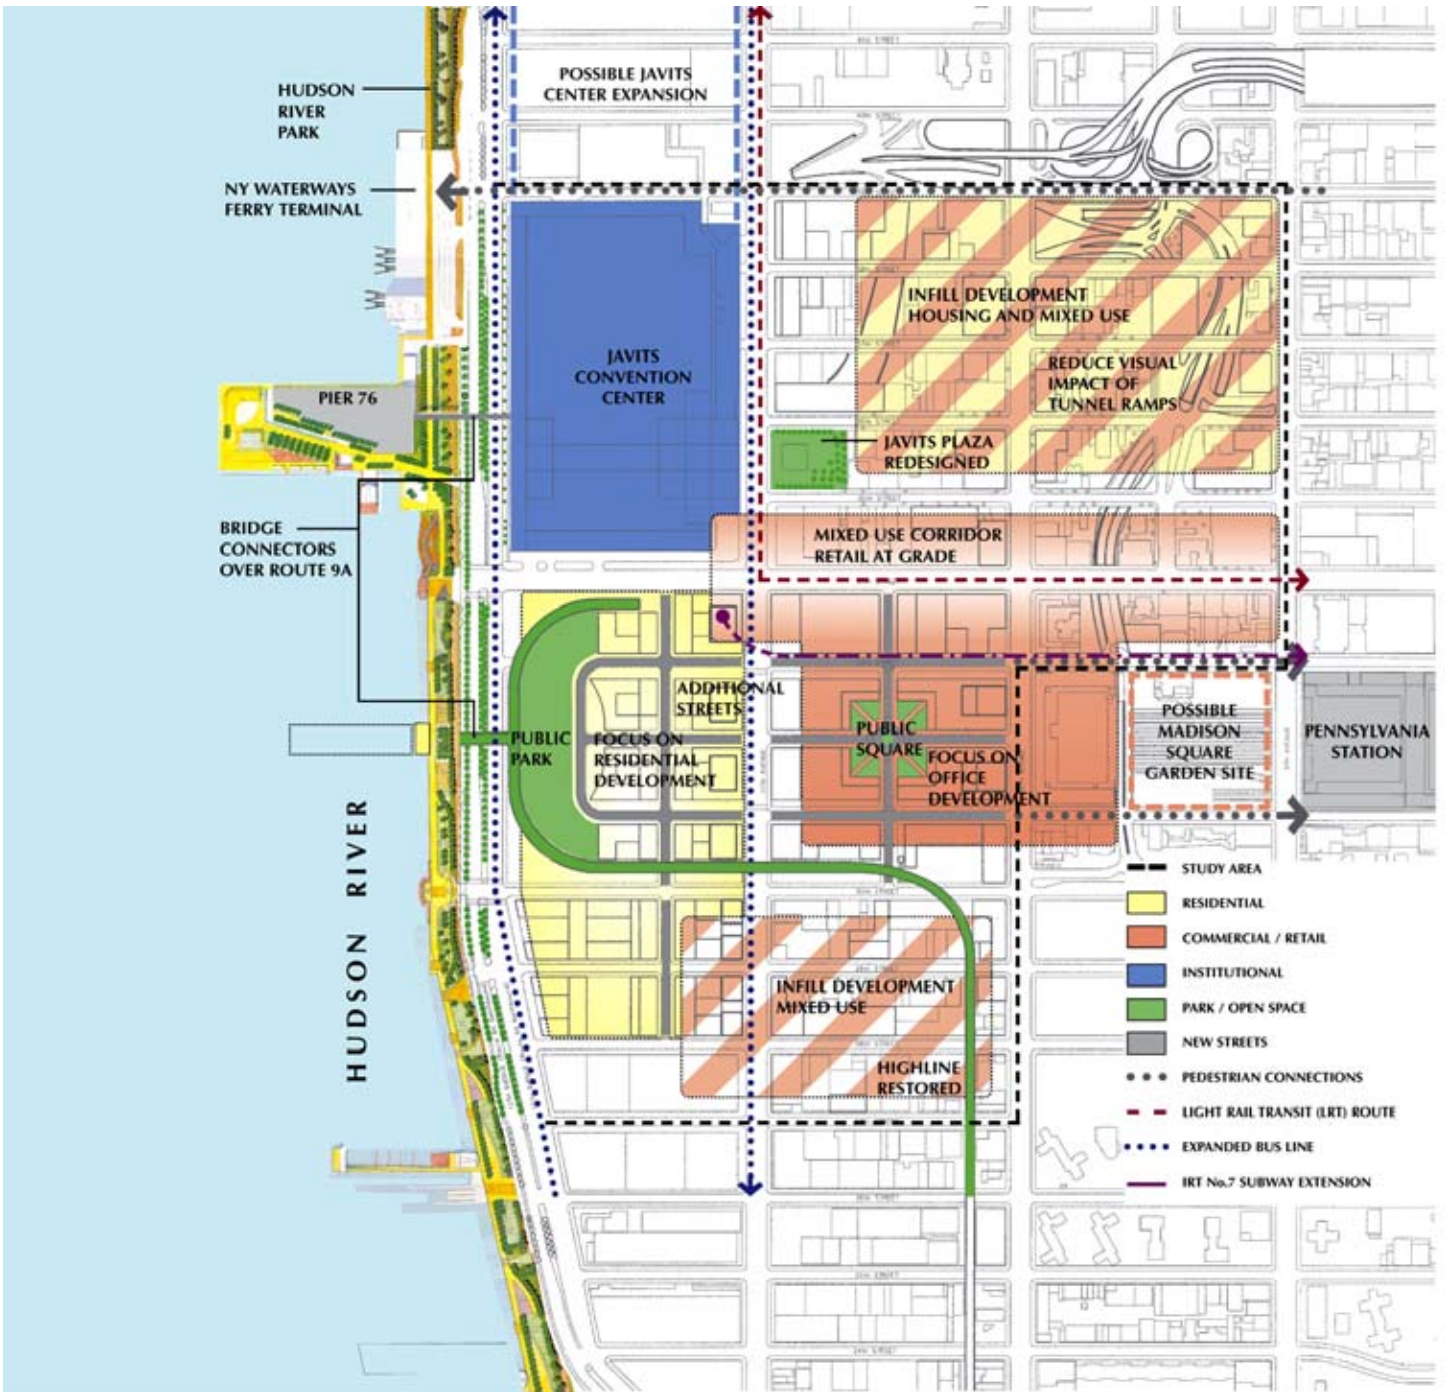 HUDSON
RIVER
PARK
POSSIBLE JAVITS
CENTER EXPANSION
NY WATERWAYS
FERRY TERMINAL
INFILL DEVELOPMENT
HOUSING AND MIXED USE
JAVITS
CONVENTION
CENTER
REDUCE VISUAL
IMPACT OF
TUNNEL RAMPS
PIER 76
JAVITS PLAZA
REDESIGNED
BRIDGE
CONNECTORS
OVER ROUTE 9A
MIXED USE CORRIDOR
RETAIL AT GRADE
ADDITIONAL
STREETS
PUBLIC
PARK
FOCUS ON
RESIDENTIAL
DEVELOPMENT
PUBLIC
SQUARE
FOCUS ON
OFFICE
DEVELOPMENT
POSSIBLE
MADISON
SQUARE
GARDEN SITE
PENNSYLVANIA
STATION
HUDSON RIVER
INFILL DEVELOPMENT
MIXED USE
HIGHLINE
RESTORED
STUDY AREA
RESIDENTIAL
COMMERCIAL / RETAIL
INSTITUTIONAL
PARK / OPEN SPACE
NEW STREETS
PEDESTRIAN CONNECTIONS
LIGHT RAIL TRANSIT (LRT) ROUTE
EXPANDED BUS LINE
IRT No.7 SUBWAY EXTENSION